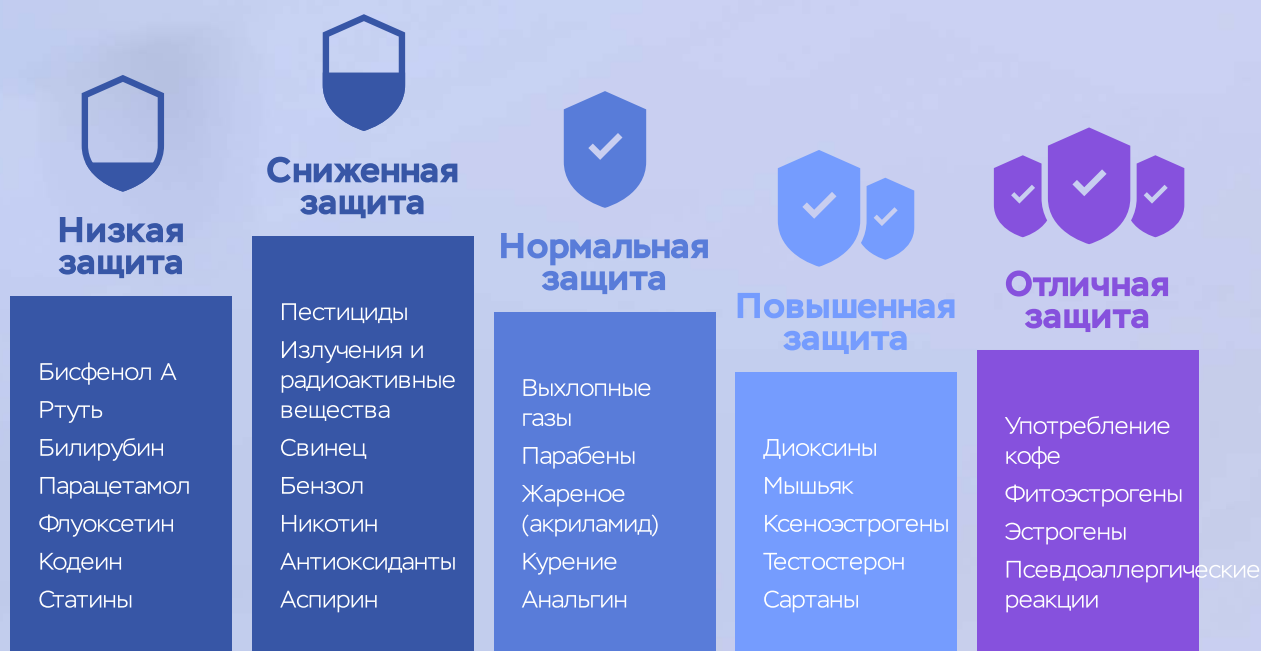 Низкая
защита
Бисфенол А
Ртуть
Билирубин
Парацетамол
Флуоксетин
Кодеин
Статины
Сниженная
защита
Пестициды
Излучения и
радиоактивные
вещества
Свинец
Бензол
Никотин
Антиоксиданты
Аспирин
Нормальная
защита
Выхлопные
газы
Парабены
Жареное
(акриламид)
Курение
Анальгин
Повышенная
защита
Диоксины
Мышьяк
Ксеноэстрогены
Тестостерон
Сартаны
Отличная
защита
Употребление
кофе
Фитоэстрогены
Эстрогены
Псевдоаллергические
реакции